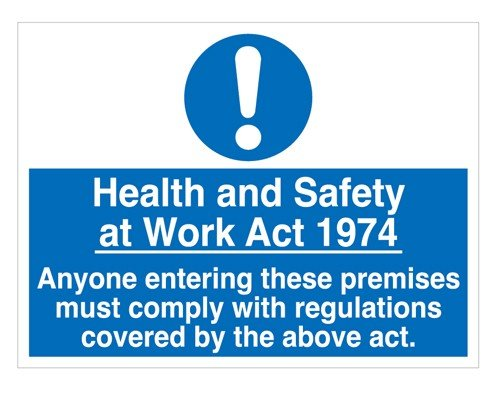 !
Health and Safety
at Work Act 1974
Anyone entering these premises
must comply with regulations
covered by the above act.